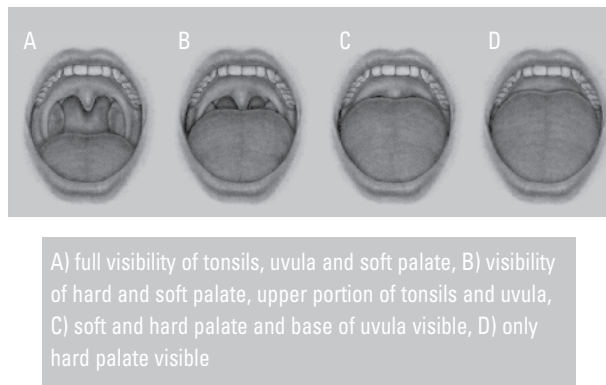 A B C D
A) full visibility of tonsils, uvula and soft palate, B) visibility
of hard and soft palate, upper portion of tonsils and uvula,
C) soft and hard palate and base of uvula visible, D) only
hard palate visible